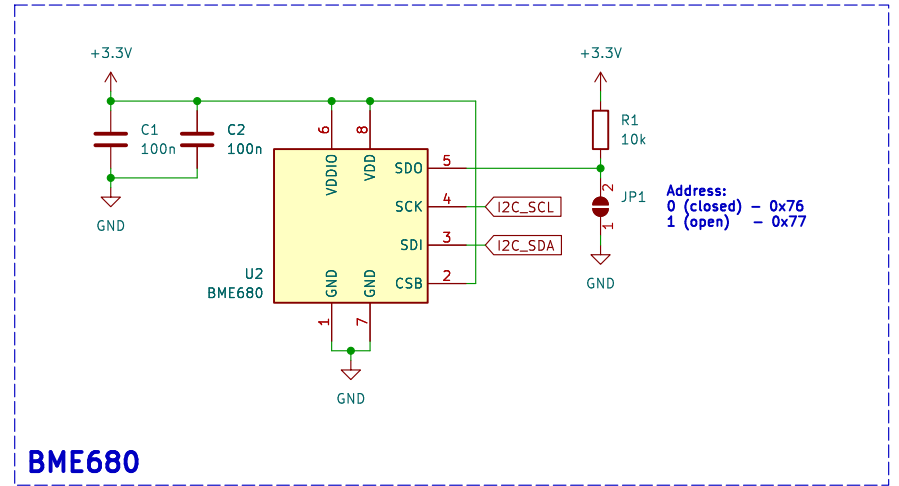 +3.3V
+3.3V
C1
100n
C2
100n
6
8
R1
10k
VDDIO
VDD
SDO
5
SCK
4
I2C_SCL
SDI
3
I2C_SDA
CSB
2
2
JP1
1
Address:
0 (closed) – 0x76
1 (open) – 0x77
GND
GND
U2
BME680
GND
GND
1
7
GND
BME680